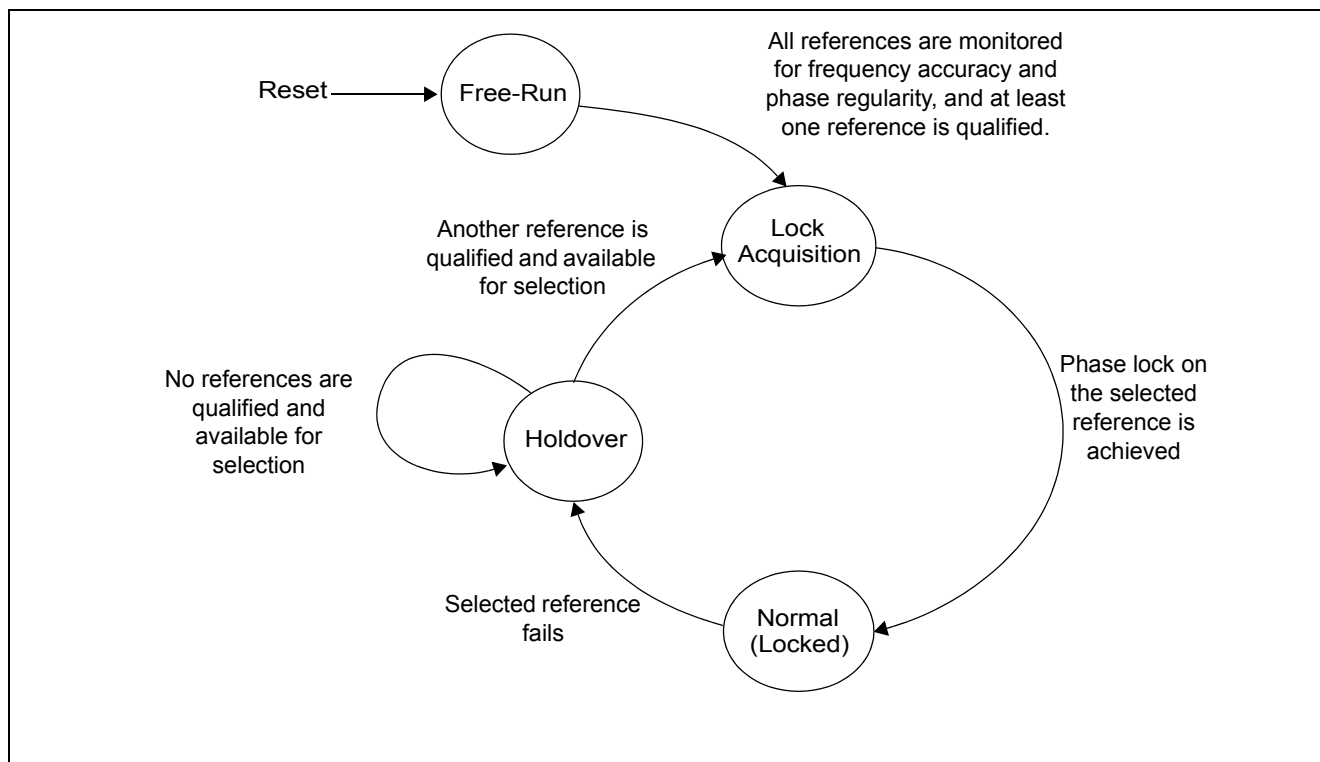 All references are monitored
for frequency accuracy and
phase regularity, and at least
one reference is qualified.
Reset
Free-Run
Lock
Acquisition
Another reference is
qualified and available
for selection
Phase lock on
the selected
reference is
achieved
No references are
qualified and
available for
selection
Holdover
Selected reference
fails
Normal
(Locked)